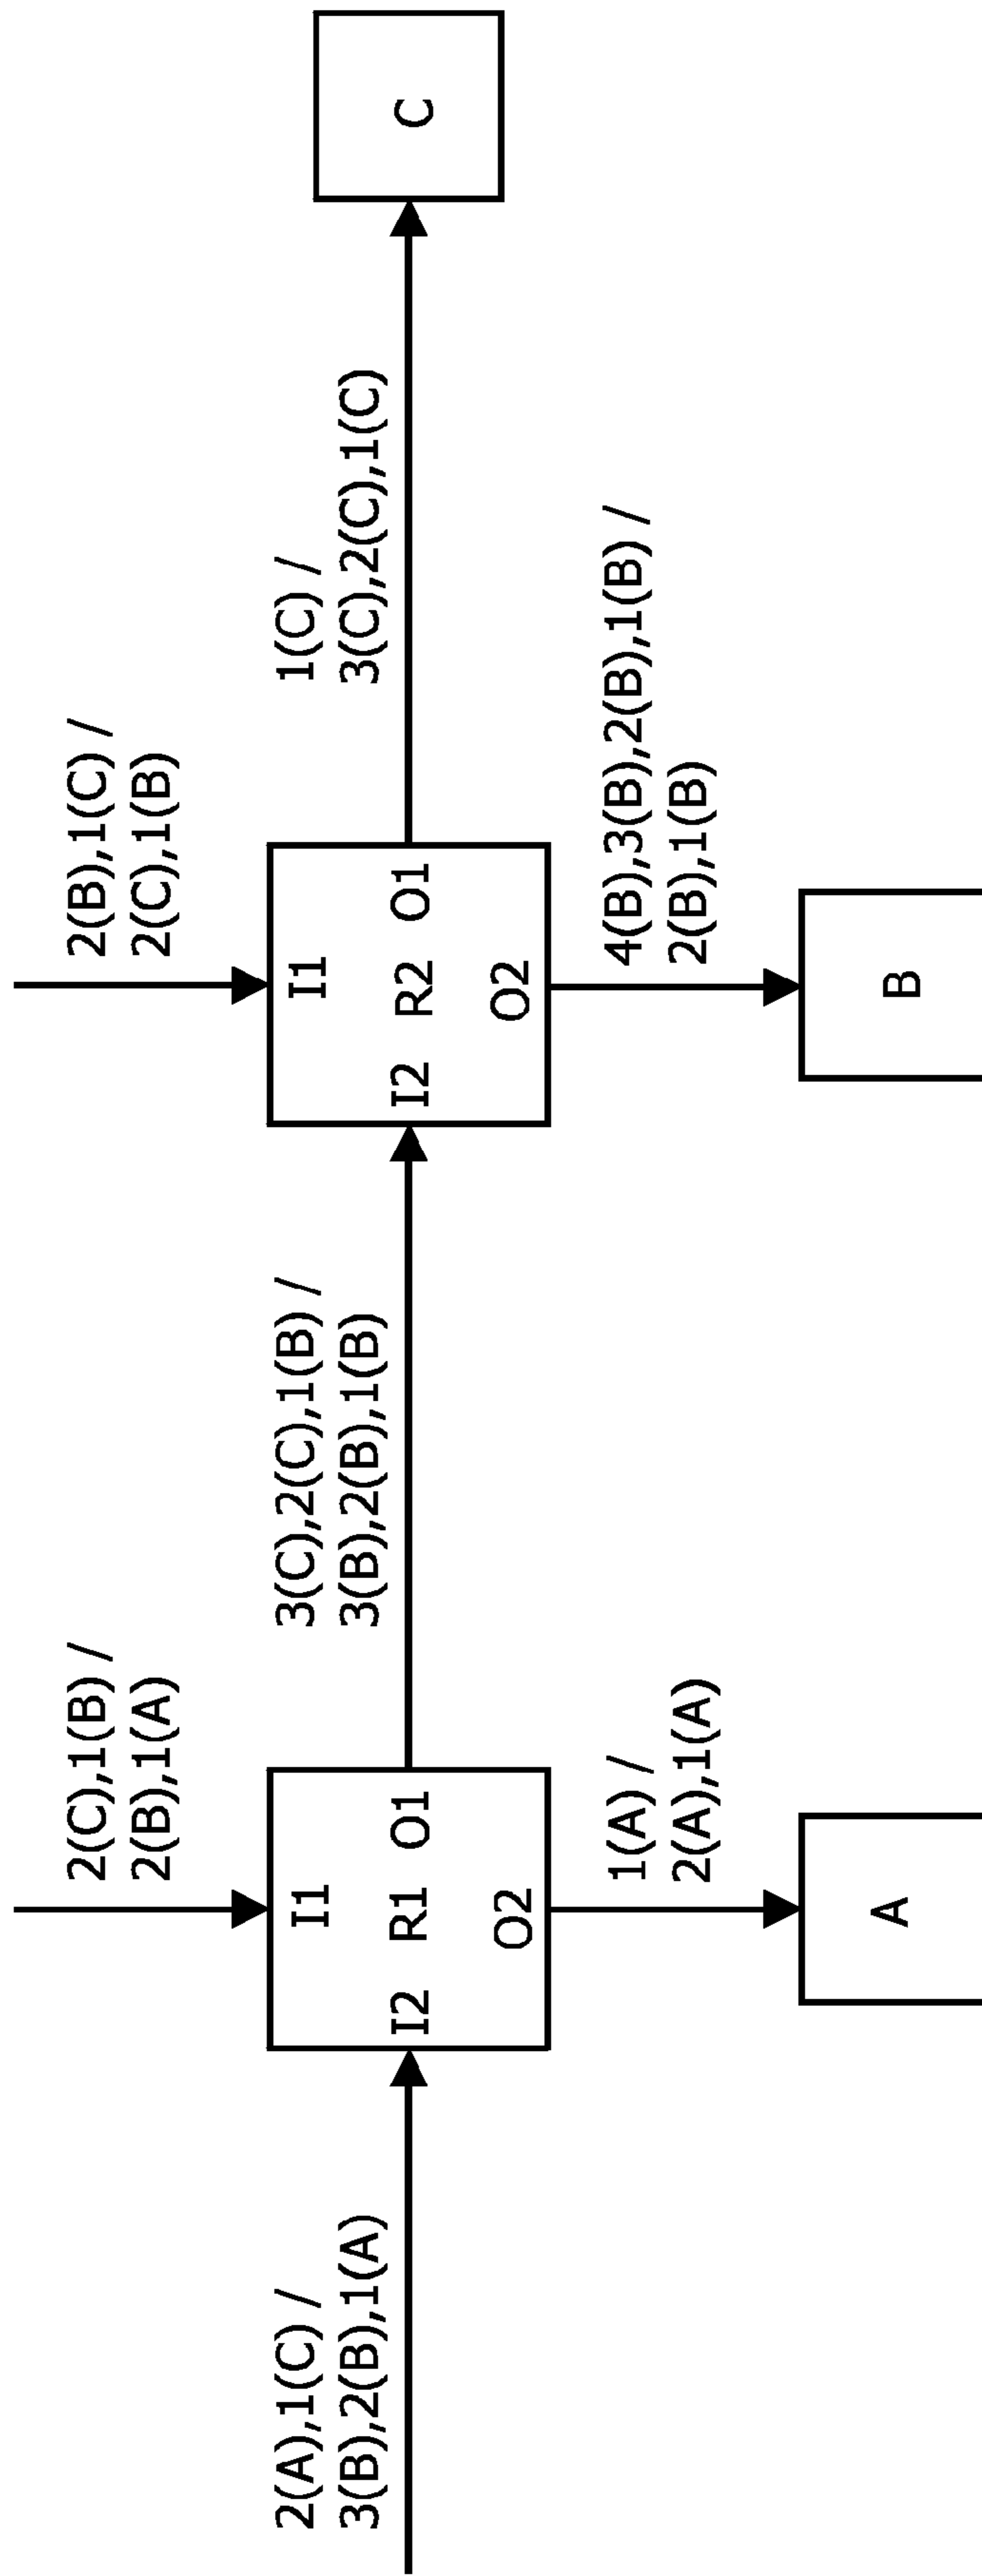 2(A),1(C) /
3(B),2(B),1(A)
2(C),1(B) /
2(B),1(A)
I1
I2 R1 O1
O2
1(A) /
2(A),1(A)
A
3(C),2(C),1(B) /
3(B),2(B),1(B)
2(B),1(C) /
2(C),1(B)
I1
I2 R2 O1
O2
4(B),3(B),2(B),1(B) /
2(B),1(B)
B
1(C) /
3(C),2(C),1(C)
C